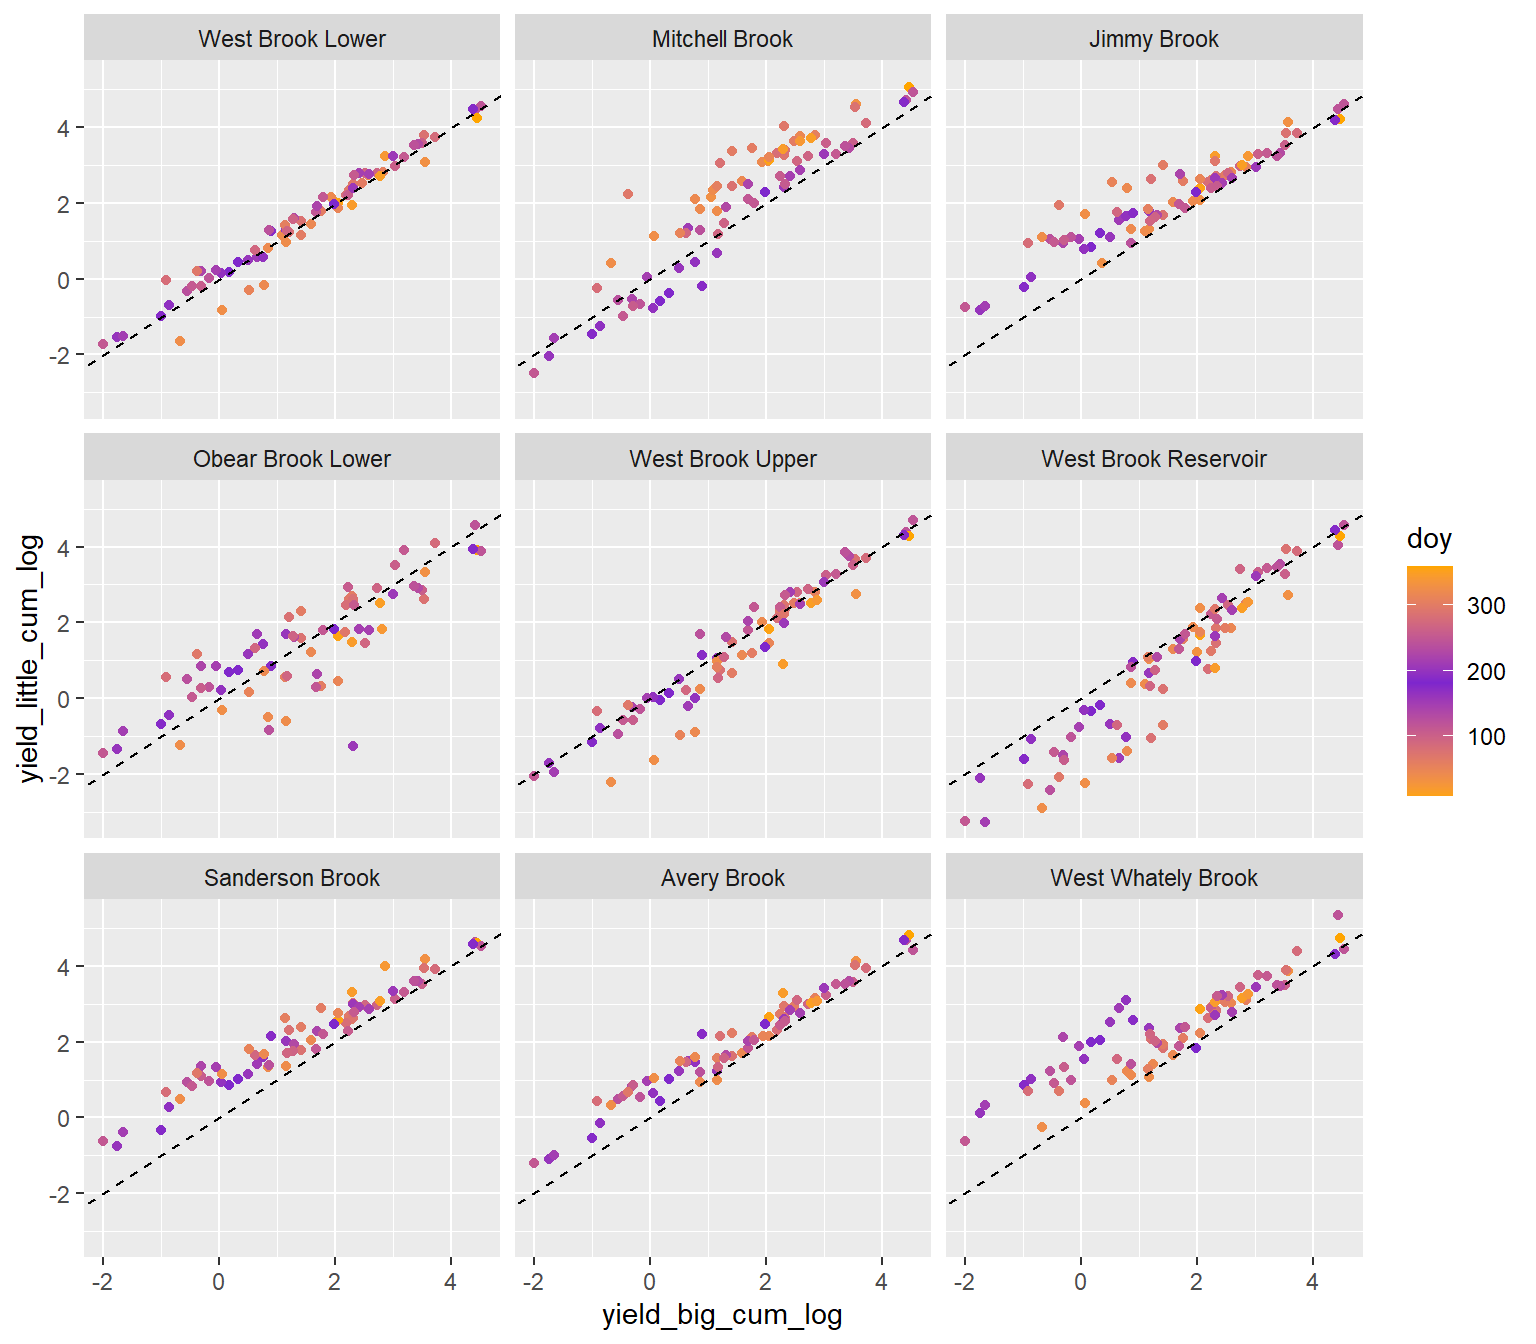 West Brook Lower
Mitchell Brook
Jimmy Brook
4
2
0
-2
Obear Brook Lower
West Brook Upper
West Brook Reservoir
4
2
0
-2
Sanderson Brook
Avery Brook
West Whately Brook
4
2
0
-2
-2 0 2 4
-2 0 2 4
-2 0 2 4
yield_big_cum_log
yield_little_cum_log
doy
300
200
100